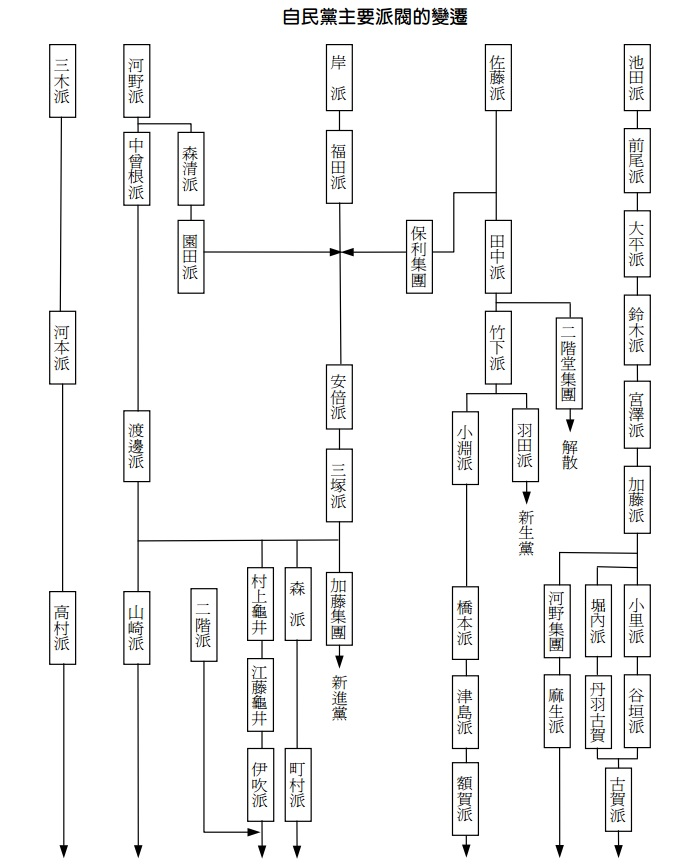 自民黨主要派閥的變遷
三木派
河野派
岸派
佐藤派
池田派
中曾根派
森清派
福田派
前尾派
園田派
保利集團
田中派
大平派
河本派
竹下派
二階堂集團
鈴木派
安倍派
宮澤派
渡邊派
小淵派
羽田派
解散
三塚派
加藤派
新生黨
高村派
山崎派
二階派
村上龜井
森派
加藤集團
橋本派
河野集團
堀內派
小里派
江藤龜井
新進黨
津島派
麻生派
丹羽古賀
谷垣派
伊吹派
町村派
額賀派
古賀派